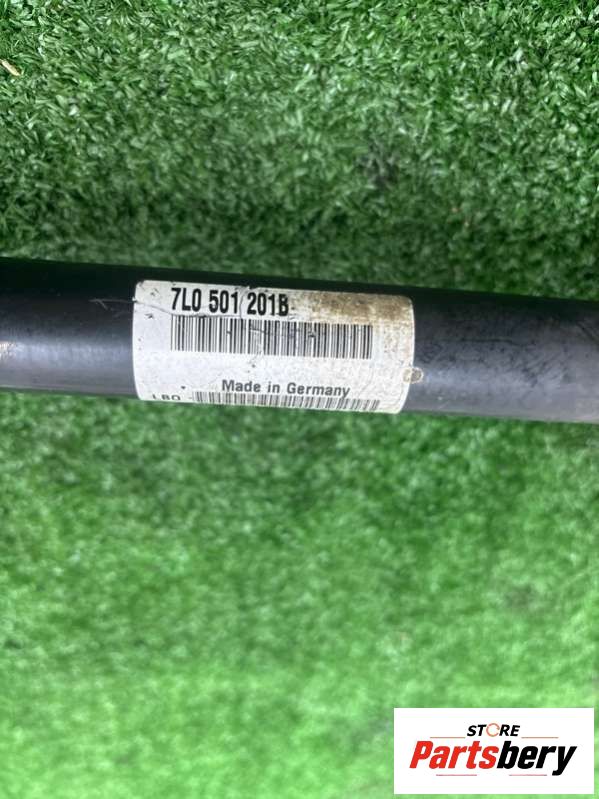 7L0 501 201B
Made in Germany
LBO
STORE
Partsbery